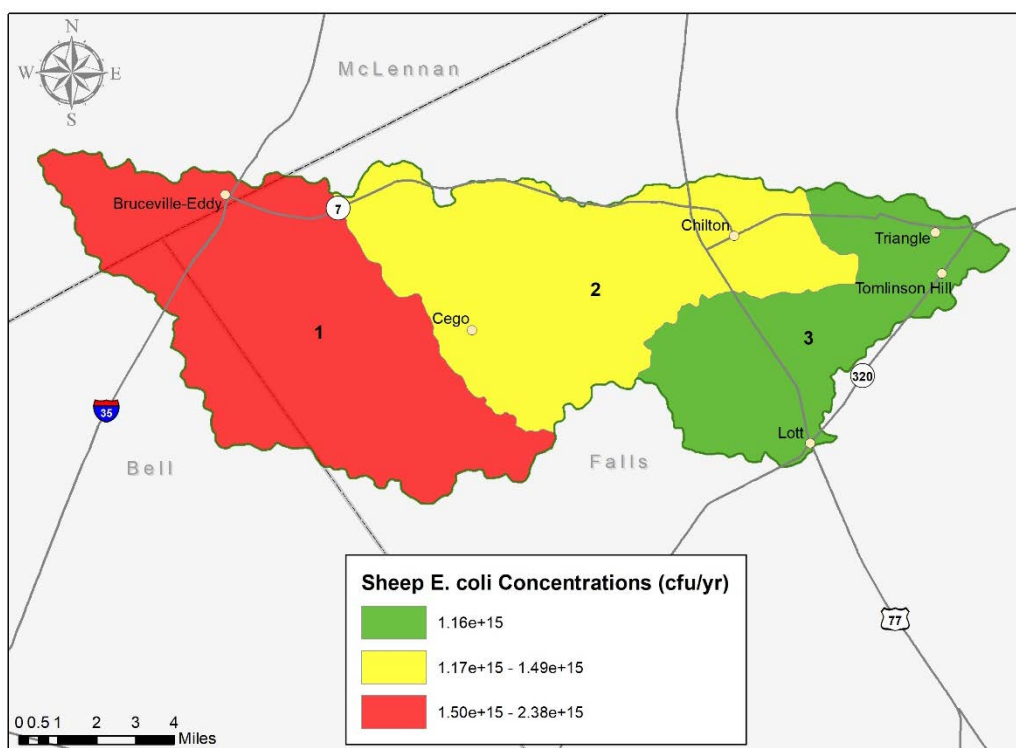 N
W E
S
McLennan
Bruceville-Eddy
7
Chilton
Triangle
Tomlinson Hill
2
Cego
1
3
320
35
Lott
Bell
Falls
Sheep E. coli Concentrations (cfu/yr)
1.16e+15
1.17e+15 - 1.49e+15
1.50e+15 - 2.38e+15
77
0 0.5 1 2 3 4
Miles